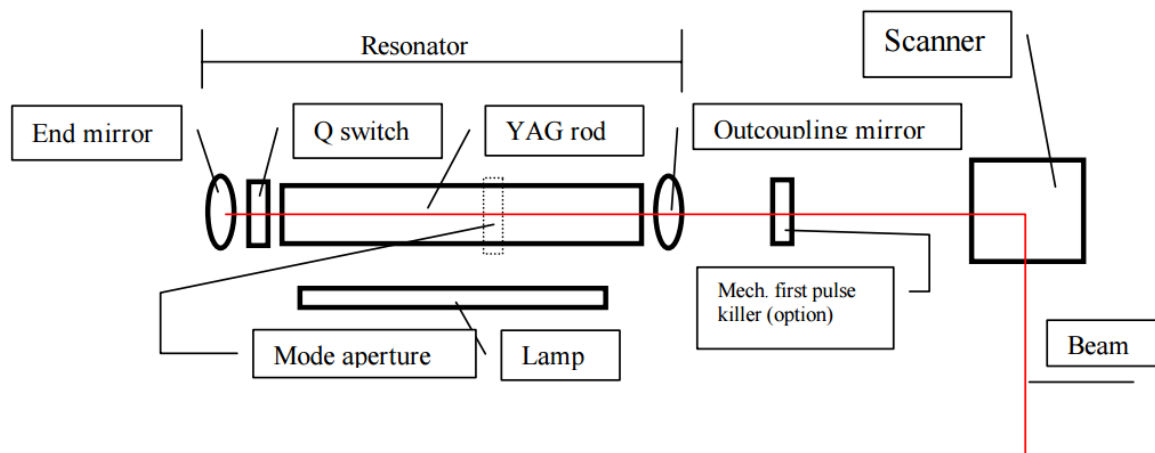 Resonator
Scanner
End mirror
Q switch
YAG rod
Outcoupling mirror
Mech. first pulse
killer (option)
Mode aperture
Lamp
Beam